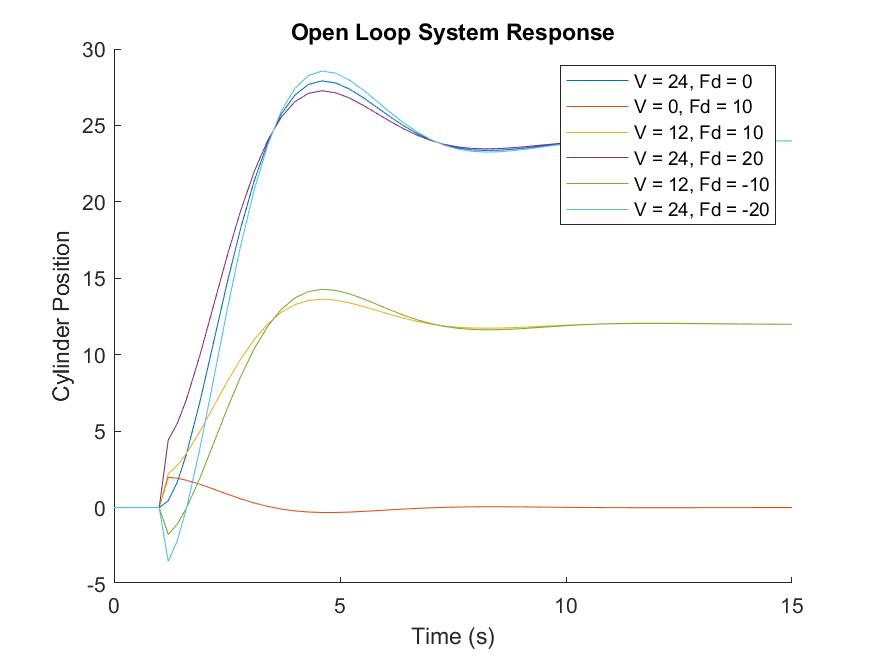 Open Loop System Response
30
25
20
15
10
5
0
-5
Cylinder Position
V = 24, Fd = 0
V = 0, Fd = 10
V = 12, Fd = 10
V = 24, Fd = 20
V = 12, Fd = -10
V = 24, Fd = -20
0 5 10 15
Time (s)